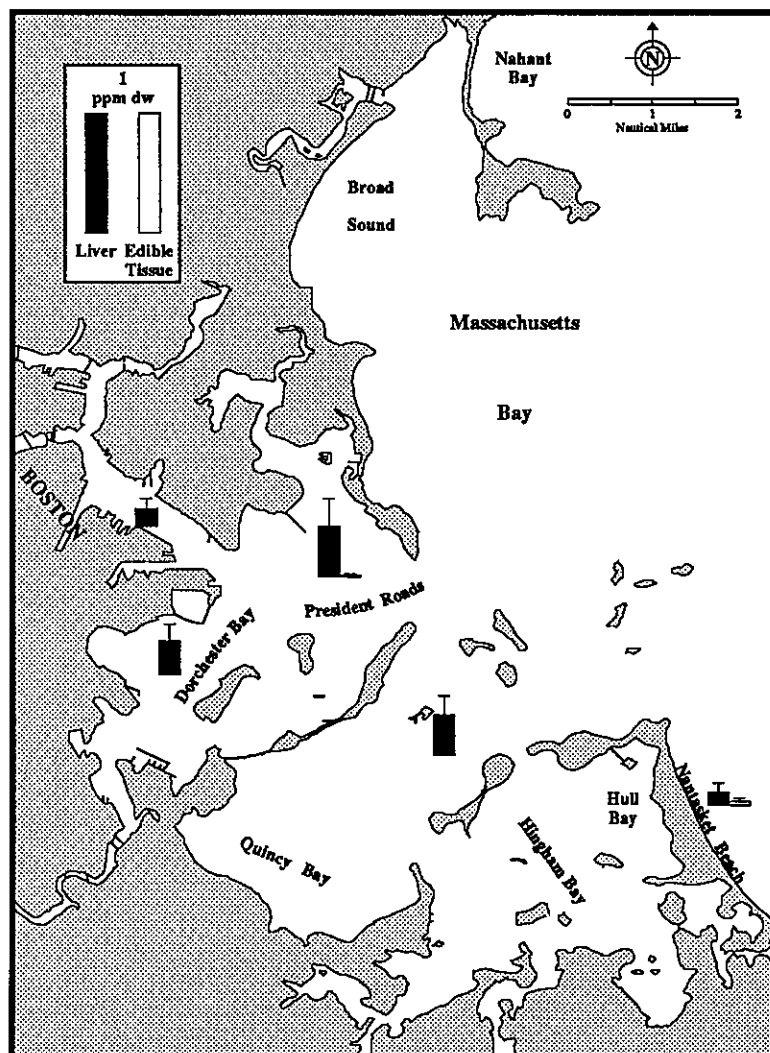 1
ppm dw
Liver Edible
Tissue
Nahant
Bay
N
0 1 2
Nautical Miles
Broad
Sound
Massachusetts
Bay
BOSTON
President Roads
Dorchester Bay
Nantasket Beach
Hull
Bay
Quincy Bay
Hingham Bay